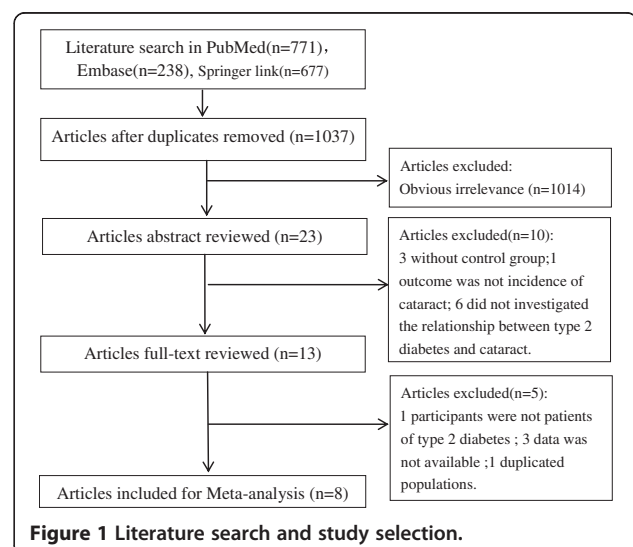 Literature search in PubMed(n=771)，
Embase(n=238), Springer link(n=677)
Articles after duplicates removed (n=1037)
Articles excluded:
Obvious irrelevance (n=1014)
Articles abstract reviewed (n=23)
Articles excluded(n=10):
3 without control group;1
outcome was not incidence of
cataract; 6 did not investigated
the relationship between type 2
diabetes and cataract.
Articles full-text reviewed (n=13)
Articles excluded(n=5):
1 participants were not patients
of type 2 diabetes ; 3 data was
not available ;1 duplicated
populations.
Articles included for Meta-analysis (n=8)
Figure 1 Literature search and study selection.